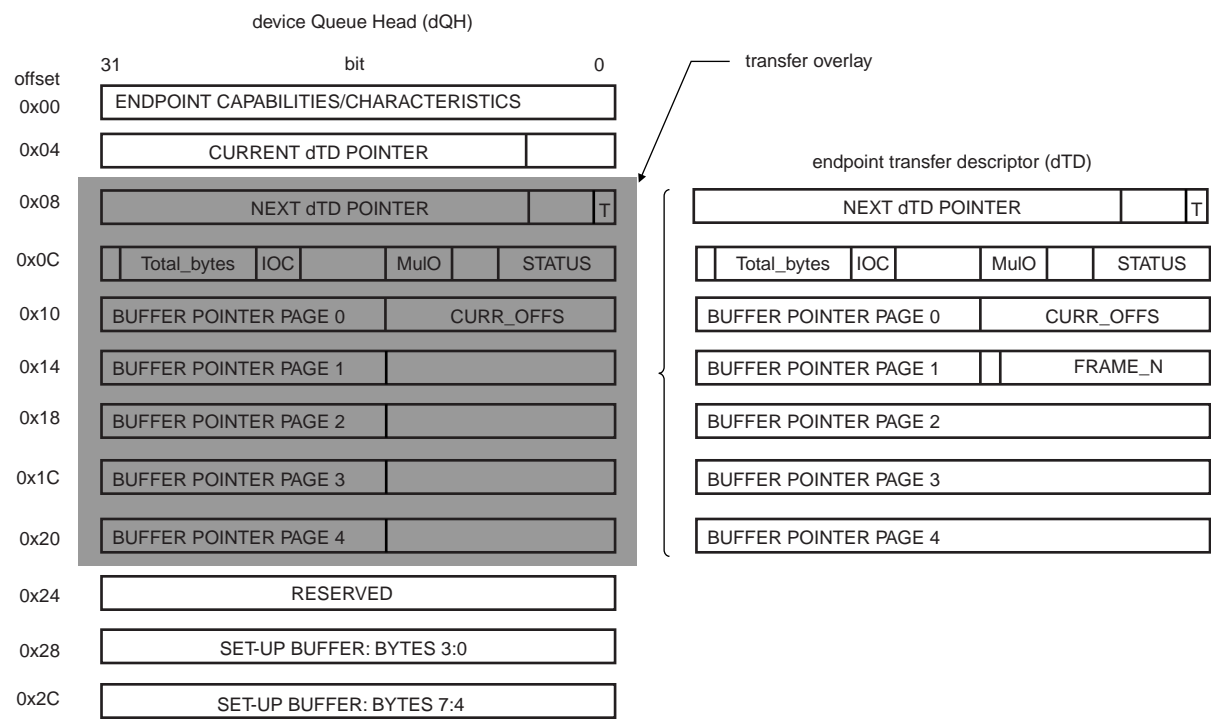 device Queue Head (dQH)
31 bit 0
transfer overlay
offset
0x00 ENDPOINT CAPABILITIES/CHARACTERISTICS
0x04 CURRENT dTD POINTER
endpoint transfer descriptor (dTD)
0x08 NEXT dTD POINTER T NEXT dTD POINTER T
0x0C Total_bytes IOC MulO STATUS Total_bytes IOC MulO STATUS
0x10 BUFFER POINTER PAGE 0 CURR_OFFS BUFFER POINTER PAGE 0 CURR_OFFS
0x14 BUFFER POINTER PAGE 1 BUFFER POINTER PAGE 1 FRAME_N
0x18 BUFFER POINTER PAGE 2 BUFFER POINTER PAGE 2
0x1C BUFFER POINTER PAGE 3 BUFFER POINTER PAGE 3
0x20 BUFFER POINTER PAGE 4 BUFFER POINTER PAGE 4
0x24 RESERVED
0x28 SET-UP BUFFER: BYTES 3:0
0x2C SET-UP BUFFER: BYTES 7:4